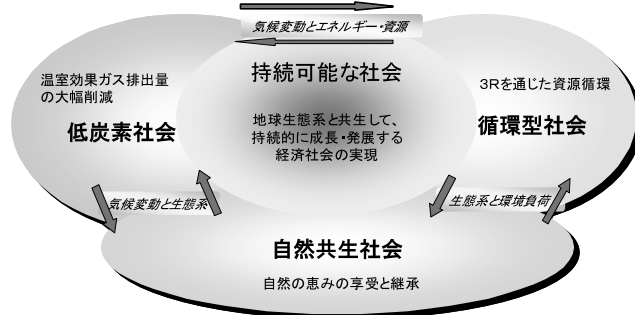 気候変動とエネルギー・資源
持続可能な社会
温室効果ガス排出量
の大幅削減
低炭素社会
地球生態系と共生して、
持続的に成長・発展する
経済社会の実現
3Rを通じた資源循環
循環型社会
気候変動と生態系
生態系と環境負荷
自然共生社会
自然の恵みの享受と継承